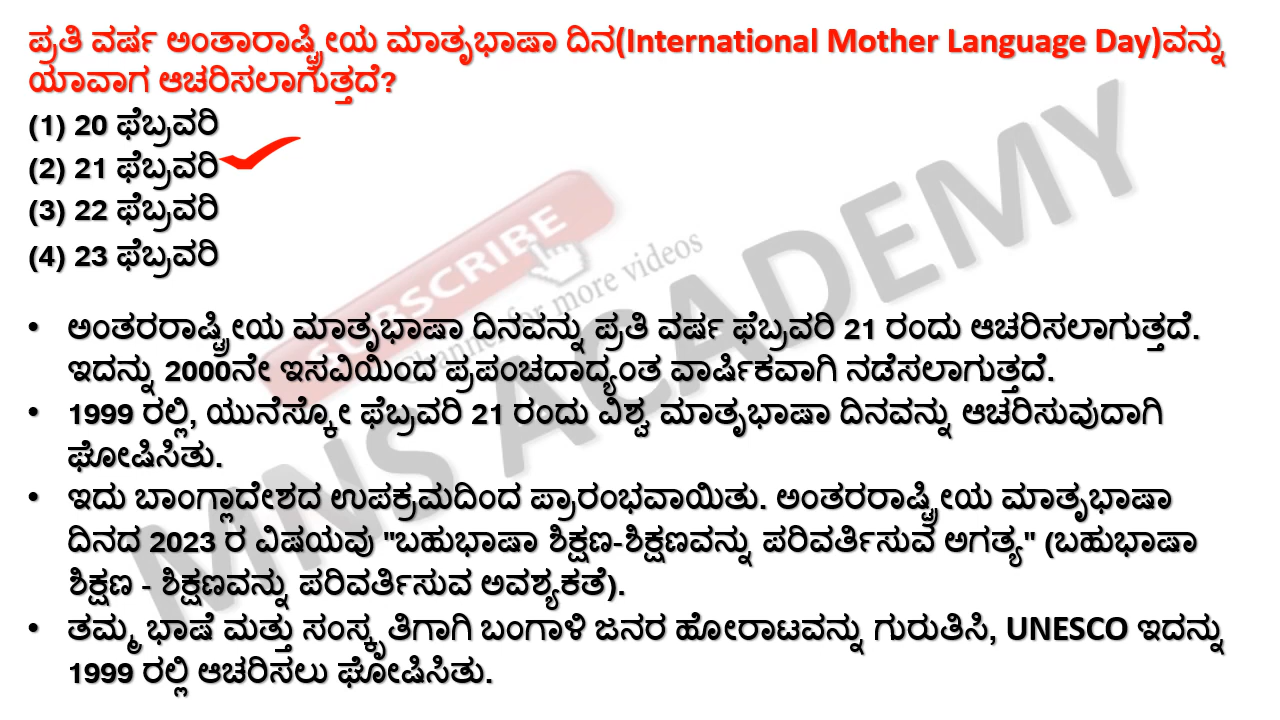 ಪ್ರತಿ ವರ್ಷ ಅಂತಾರಾಷ್ಟ್ರೀಯ ಮಾತೃಭಾಷಾ ದಿನ(International Mother Language Day)ವನ್ನು
ಯಾವಾಗ ಆಚರಿಸಲಾಗುತ್ತದೆ?
(1) 20 ಫೆಬ್ರವರಿ
(2) 21 ಫೆಬ್ರವರಿ
(3) 22 ಫೆಬ್ರವರಿ
(4) 23 ಫೆಬ್ರವರಿ
SUBSCRIBE
Channel for more videos
MNS ACADEMY
• ಅಂತರರಾಷ್ಟ್ರೀಯ ಮಾತೃಭಾಷಾ ದಿನವನ್ನು ಪ್ರತಿ ವರ್ಷ ಫೆಬ್ರವರಿ 21 ರಂದು ಆಚರಿಸಲಾಗುತ್ತದೆ.
ಇದನ್ನು 2000ನೇ ಇಸವಿಯಿಂದ ಪ್ರಪಂಚದಾದ್ಯಂತ ವಾರ್ಷಿಕವಾಗಿ ನಡೆಸಲಾಗುತ್ತದೆ.
• 1999 ರಲ್ಲಿ, ಯುನೆಸ್ಕೋ ಫೆಬ್ರವರಿ 21 ರಂದು ವಿಶ್ವ ಮಾತೃಭಾಷಾ ದಿನವನ್ನು ಆಚರಿಸುವುದಾಗಿ
ಘೋಷಿಸಿತು.
• ಇದು ಬಾಂಗ್ಲಾದೇಶದ ಉಪಕ್ರಮದಿಂದ ಪ್ರಾರಂಭವಾಯಿತು. ಅಂತರರಾಷ್ಟ್ರೀಯ ಮಾತೃಭಾಷಾ
ದಿನದ 2023 ರ ವಿಷಯವು "ಬಹುಭಾಷಾ ಶಿಕ್ಷಣ-ಶಿಕ್ಷಣವನ್ನು ಪರಿವರ್ತಿಸುವ ಅಗತ್ಯ" (ಬಹುಭಾಷಾ
ಶಿಕ್ಷಣ - ಶಿಕ್ಷಣವನ್ನು ಪರಿವರ್ತಿಸುವ ಅವಶ್ಯಕತೆ).
• ತಮ್ಮ ಭಾಷೆ ಮತ್ತು ಸಂಸ್ಕೃತಿಗಾಗಿ ಬಂಗಾಳಿ ಜನರ ಹೋರಾಟವನ್ನು ಗುರುತಿಸಿ, UNESCO ಇದನ್ನು
1999 ರಲ್ಲಿ ಆಚರಿಸಲು ಘೋಷಿಸಿತು.